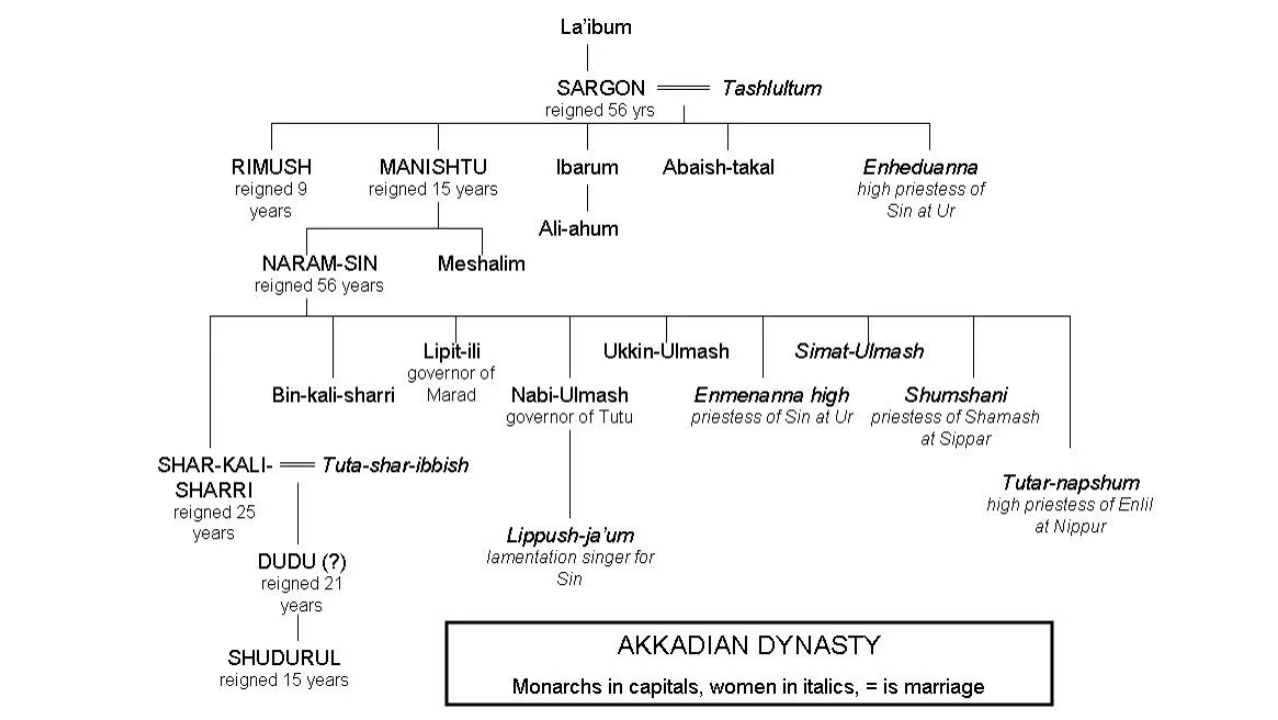 La'ibum
SARGON
Tashlultum
reigned 56 yrs
RIMUSH
reigned 9
years
MANISHTU
reigned 15 years
Ibarum
Abaish-takal
Enheduanna
high priestess of
Sin at Ur
Ali-ahum
NARAM-SIN
reigned 56 years
Meshalim
Bin-kali-sharri
Lipit-ili
governor of
Marad
Nabi-Ulmash
governor of Tutu
Ukkin-Ulmash
Enmenanna high
priestess of Sin at Ur
Simat-Ulmash
Shumshani
priestess of Shamash
at Sippar
SHAR-KALI-
SHARRI
reigned 25
years
Tuta-shar-ibbish
Tutar-napshum
high priestess of Enlil
at Nippur
Lippush-ja'um
lamentation singer for
Sin
DUDU (?)
reigned 21
years
SHUDURUL
reigned 15 years
AKKADIAN DYNASTY
Monarchs in capitals, women in italics, = is marriage